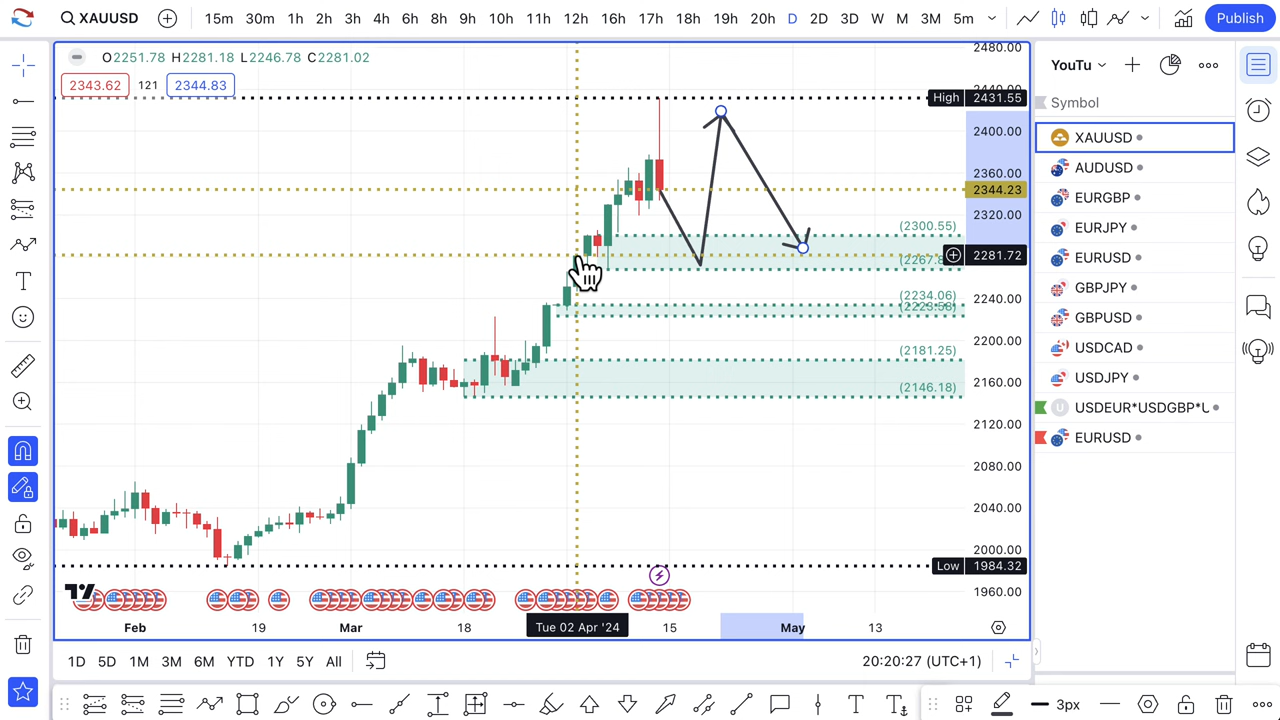 XAUUSD 15m 30m 1h 2h 3h 4h 6h 8h 9h 10h 11h 12h 16h 17h 18h 19h 20h D 2D 3D W M 3M 5m Publish
O2251.78 H2281.18 L2246.78 C2281.02
2343.62 121 2344.83
2480.00
High 2431.55
2400.00
2360.00
2344.23
2320.00
(2300.55)
2281.72
(2234.06)
2240.00
2200.00
(2181.25)
2160.00
(2146.18)
2120.00
2080.00
2040.00
2000.00
Low 1984.32
1960.00
Feb 19 Mar 18 Tue 02 Apr '24 15 May 13
1D 5D 1M 3M 6M YTD 1Y 5Y All 20:20:27 (UTC+1)
T T 3px
YouTu
Symbol
XAUUSD
AUDUSD
EURGBP
EURJPY
EURUSD
GBPJPY
GBPUSD
USDCAD
USDJPY
U USDEUR*USDGBP*U
EURUSD